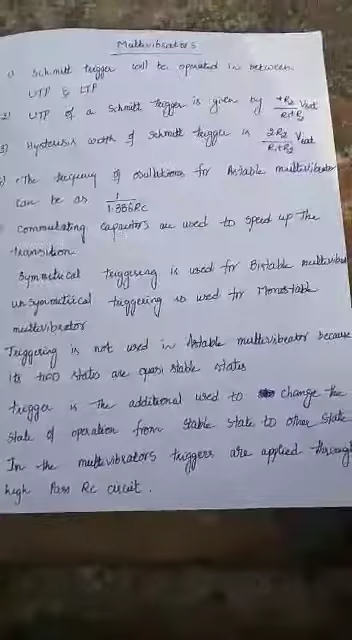 Multivibrators
1) Schmitt trigger will be operated in between
UTP & LTP
2) UTP of a Schmitt trigger is given by +R2/R1+R2 Vsat
3) Hysterisis width of Schmitt trigger is 2R2/R1+R2 Vsat
The frequency of oscillations for Astable multivibrator
can be as 1/1.386RC
commutating capacitors are used to speed up the
transition
Symmetrical triggering is used for Bistable multivib
unsymmetrical triggering is used for Monostable
multivibrator
Triggering is not used in Astable multivibrator because
its two states are quasi stable states
trigger is the additional used to change the
state of operation from stable state to other state
In the multivibrators triggers are applied through
high Pass RC circuit.